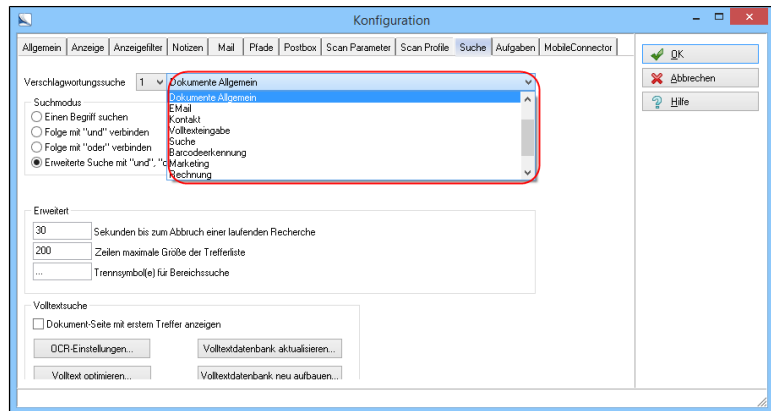 Konfiguration
Allgemein Anzeige Anzeigefilter Notizen Mail Pfade Postbox Scan Parameter Scan Profile Suche Aufgaben MobileConnector
OK
Abbrechen
Hilfe
Verschlagwortungssuche 1 Dokumente Allgemein
Dokumente Allgemein
EMail
Kontakt
Volltexteingabe
Suche
Barcodeerkennung
Marketing
Rechnung
Suchmodus
Einen Begriff suchen
Folge mit "und" verbinden
Folge mit "oder" verbinden
Erweiterte Suche mit "und", "o
Erweitert
30 Sekunden bis zum Abbruch einer laufenden Recherche
200 Zeilen maximale Größe der Trefferliste
... Trennsymbol(e) für Bereichssuche
Volltextsuche
Dokument-Seite mit erstem Treffer anzeigen
OCR-Einstellungen... Volltextdatenbank aktualisieren...
Volltext optimieren... Volltextdatenbank neu aufbauen...